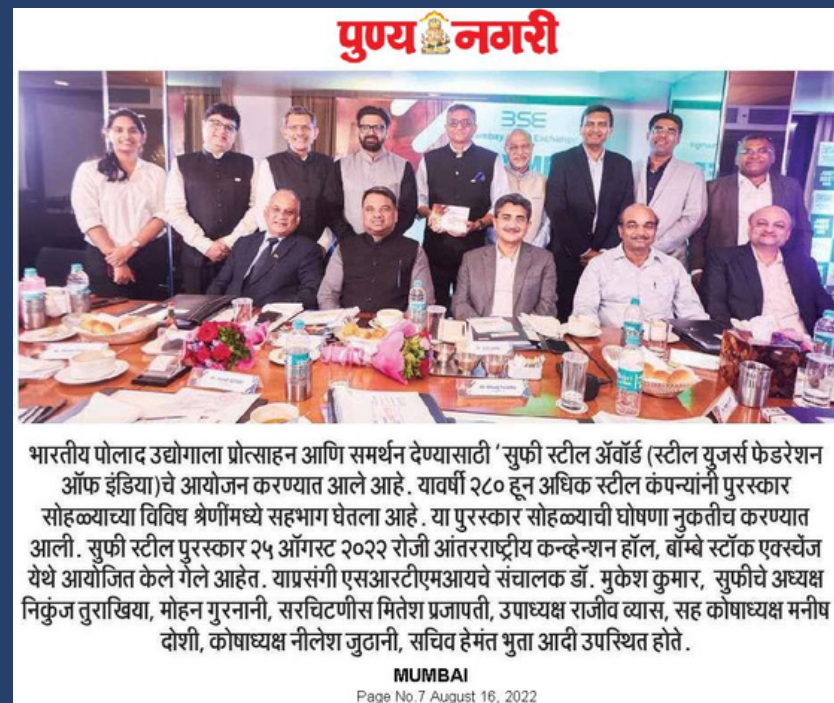 पुण्य नगरी
BSE
भारतीय पोलाद उद्योगाला प्रोत्साहन आणि समर्थन देण्यासाठी 'सुफी स्टील ॲवॉर्ड (स्टील युजर्स फेडरेशन
ऑफ इंडिया)चे आयोजन करण्यात आले आहे. यावर्षी २८० हून अधिक स्टील कंपन्यांनी पुरस्कार
सोहळ्याच्या विविध श्रेणींमध्ये सहभाग घेतला आहे. या पुरस्कार सोहळ्याची घोषणा नुकतीच करण्यात
आली. सुफी स्टील पुरस्कार २५ ऑगस्ट २०२२ रोजी आंतरराष्ट्रीय कन्व्हेन्शन हॉल, बॉम्बे स्टॉक एक्स्चेंज
येथे आयोजित केले गेले आहेत. याप्रसंगी एसआरटीएमआयचे संचालक डॉ. मुकेश कुमार, सुफीचे अध्यक्ष
निकुंज तुराखिया, मोहन गुरनानी, सरचिटणीस मितेश प्रजापती, उपाध्यक्ष राजीव व्यास, सह कोषाध्यक्ष मनीष
दोशी, कोषाध्यक्ष नीलेश जुठानी, सचिव हेमंत भुता आदी उपस्थित होते.
MUMBAI
Page No.7 August 16, 2022